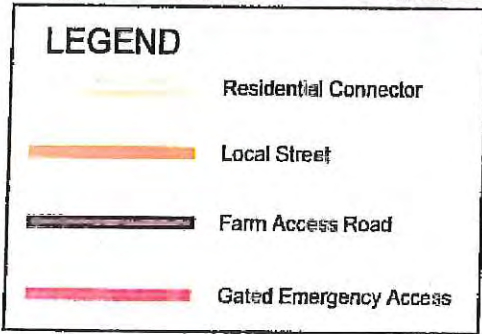 LEGEND
Residential Connector
Local Street
Farm Access Road
Gated Emergency Access